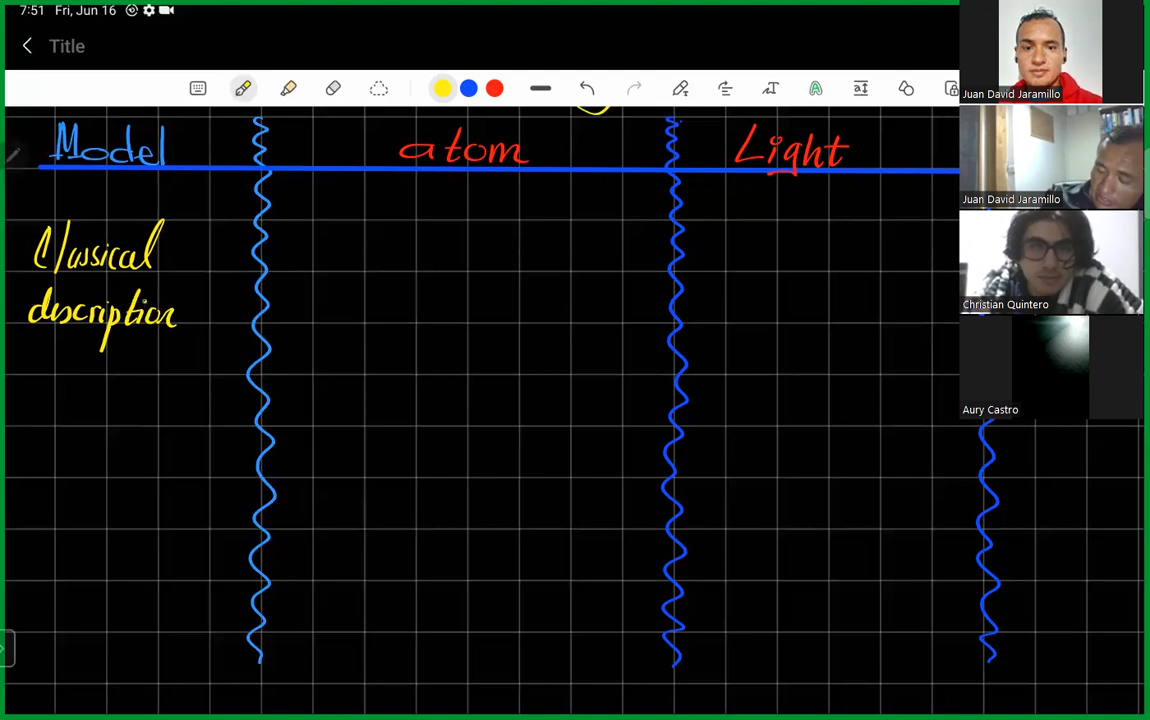 7:51 Fri, Jun 16
Title
Model
atom
Light
Classical
description
Juan David Jaramillo
Juan David Jaramillo
Christian Quintero
Aury Castro